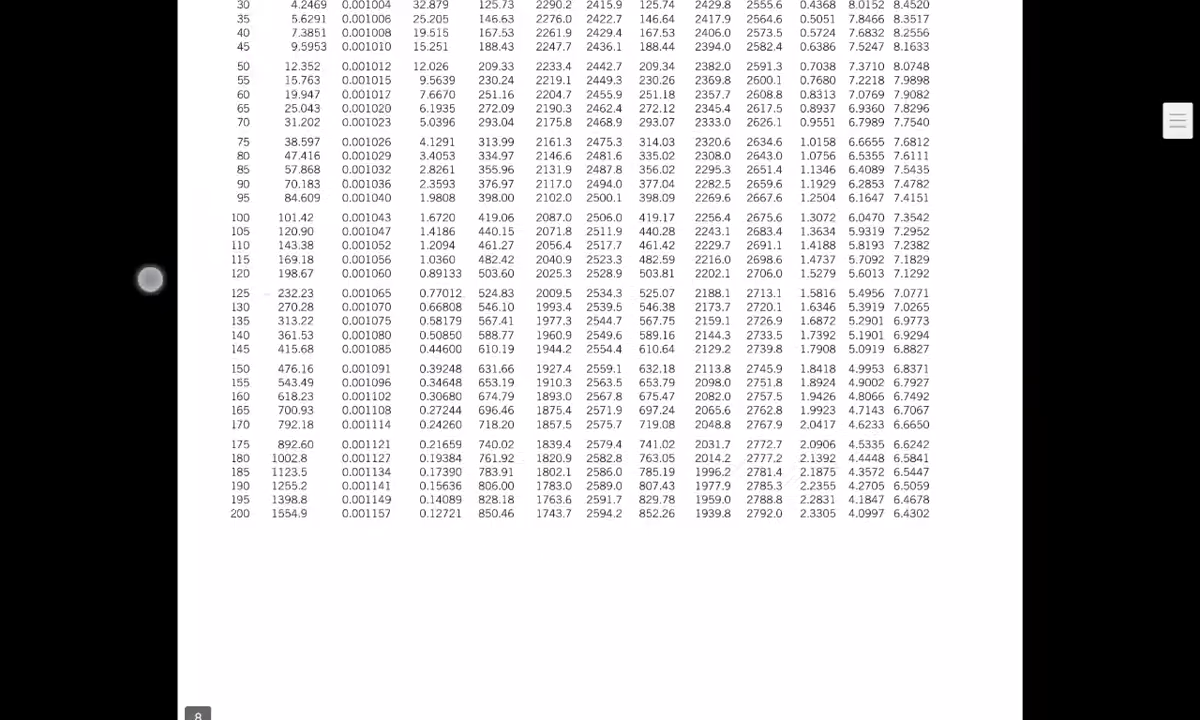 30 4.2469 0.001004 32.879 125.73 2290.2 2415.9 125.74 2429.8 2555.6 0.4368 8.0152 8.4520
35 5.6291 0.001006 25.205 146.63 2276.0 2422.7 146.64 2417.9 2564.6 0.5051 7.8466 8.3517
40 7.3851 0.001008 19.515 167.53 2261.9 2429.4 167.53 2406.0 2573.5 0.5724 7.6832 8.2556
45 9.5953 0.001010 15.251 188.43 2247.7 2436.1 188.44 2394.0 2582.4 0.6386 7.5247 8.1633
50 12.352 0.001012 12.026 209.33 2233.4 2442.7 209.34 2382.0 2591.3 0.7038 7.3710 8.0748
55 15.763 0.001015 9.5639 230.24 2219.1 2449.3 230.26 2369.8 2600.1 0.7680 7.2218 7.9898
60 19.947 0.001017 7.6670 251.16 2204.7 2455.9 251.18 2357.7 2608.8 0.8313 7.0769 7.9082
65 25.043 0.001020 6.1935 272.09 2190.3 2462.4 272.12 2345.4 2617.5 0.8937 6.9360 7.8296
70 31.202 0.001023 5.0396 293.04 2175.8 2468.9 293.07 2333.0 2626.1 0.9551 6.7989 7.7540
75 38.597 0.001026 4.1291 313.99 2161.3 2475.3 314.03 2320.6 2634.6 1.0158 6.6655 7.6812
80 47.416 0.001029 3.4053 334.97 2146.6 2481.6 335.02 2308.0 2643.0 1.0756 6.5355 7.6111
85 57.868 0.001032 2.8261 355.96 2131.9 2487.8 356.02 2295.3 2651.4 1.1346 6.4089 7.5435
90 70.183 0.001036 2.3593 376.97 2117.0 2494.0 377.04 2282.5 2659.6 1.1929 6.2853 7.4782
95 84.609 0.001040 1.9808 398.00 2102.0 2500.1 398.09 2269.6 2667.6 1.2504 6.1647 7.4151
100 101.42 0.001043 1.6720 419.06 2087.0 2506.0 419.17 2256.4 2675.6 1.3072 6.0470 7.3542
105 120.90 0.001047 1.4186 440.15 2071.8 2511.9 440.28 2243.1 2683.4 1.3634 5.9319 7.2952
110 143.38 0.001052 1.2094 461.27 2056.4 2517.7 461.42 2229.7 2691.1 1.4188 5.8193 7.2382
115 169.18 0.001056 1.0360 482.42 2040.9 2523.3 482.59 2216.0 2698.6 1.4737 5.7092 7.1829
120 198.67 0.001060 0.89133 503.60 2025.3 2528.9 503.81 2202.1 2706.0 1.5279 5.6013 7.1292
125 232.23 0.001065 0.77012 524.83 2009.5 2534.3 525.07 2188.1 2713.1 1.5816 5.4956 7.0771
130 270.28 0.001070 0.66808 546.10 1993.4 2539.5 546.38 2173.7 2720.1 1.6346 5.3919 7.0265
135 313.22 0.001075 0.58179 567.41 1977.3 2544.7 567.75 2159.1 2726.9 1.6872 5.2901 6.9773
140 361.53 0.001080 0.50850 588.77 1960.9 2549.6 589.16 2144.3 2733.5 1.7392 5.1901 6.9294
145 415.68 0.001085 0.44600 610.19 1944.2 2554.4 610.64 2129.2 2739.8 1.7908 5.0919 6.8827
150 476.16 0.001091 0.39248 631.66 1927.4 2559.1 632.18 2113.8 2745.9 1.8418 4.9953 6.8371
155 543.49 0.001096 0.34648 653.19 1910.3 2563.5 653.79 2098.0 2751.8 1.8924 4.9002 6.7927
160 618.23 0.001102 0.30680 674.79 1893.0 2567.8 675.47 2082.0 2757.5 1.9426 4.8066 6.7492
165 700.93 0.001108 0.27244 696.46 1875.4 2571.9 697.24 2065.6 2762.8 1.9923 4.7143 6.7067
170 792.18 0.001114 0.24260 718.20 1857.5 2575.7 719.08 2048.8 2767.9 2.0417 4.6233 6.6650
175 892.60 0.001121 0.21659 740.02 1839.4 2579.4 741.02 2031.7 2772.7 2.0906 4.5335 6.6242
180 1002.8 0.001127 0.19384 761.92 1820.9 2582.8 763.05 2014.2 2777.2 2.1392 4.4448 6.5841
185 1123.5 0.001134 0.17390 783.91 1802.1 2586.0 785.19 1996.2 2781.4 2.1875 4.3572 6.5447
190 1255.2 0.001141 0.15636 806.00 1783.0 2589.0 807.43 1977.9 2785.3 2.2355 4.2705 6.5059
195 1398.8 0.001149 0.14089 828.18 1763.6 2591.7 829.78 1959.0 2788.8 2.2831 4.1847 6.4678
200 1554.9 0.001157 0.12721 850.46 1743.7 2594.2 852.26 1939.8 2792.0 2.3305 4.0997 6.4302
8